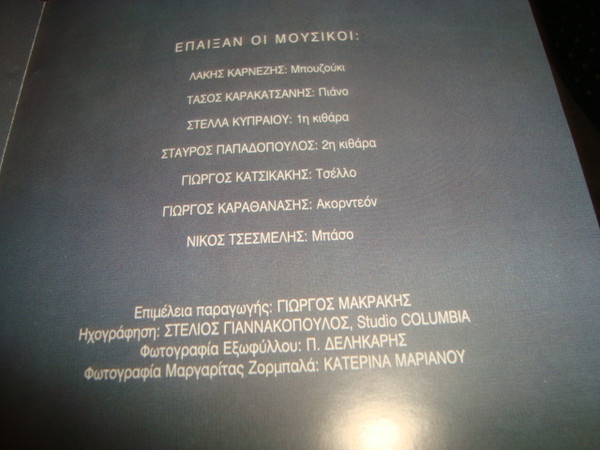 ΕΠΑΙΞΑΝ ΟΙ ΜΟΥΣΙΚΟΙ:
ΛΑΚΗΣ ΚΑΡΝΕΖΗΣ: Μπουζούκι
ΤΑΣΟΣ ΚΑΡΑΚΑΤΣΑΝΗΣ: Πιάνο
ΣΤΕΛΛΑ ΚΥΠΡΑΙΟΥ: 1η κιθάρα
ΣΤΑΥΡΟΣ ΠΑΠΑΔΟΠΟΥΛΟΣ: 2η κιθάρα
ΓΙΩΡΓΟΣ ΚΑΤΣΙΚΑΚΗΣ: Τσέλλο
ΓΙΩΡΓΟΣ ΚΑΡΑΘΑΝΑΣΗΣ: Ακορντεόν
ΝΙΚΟΣ ΤΣΕΣΜΕΛΗΣ: Μπάσο
Επιμέλεια παραγωγής: ΓΙΩΡΓΟΣ ΜΑΚΡΑΚΗΣ
Ηχογράφηση: ΣΤΕΛΙΟΣ ΓΙΑΝΝΑΚΟΠΟΥΛΟΣ, Studio COLUMBIA
Φωτογραφία Εξωφύλλου: Π. ΔΕΛΗΚΑΡΗΣ
Φωτογραφία Μαργαρίτας Ζορμπαλά: ΚΑΤΕΡΙΝΑ ΜΑΡΙΑΝΟΥ